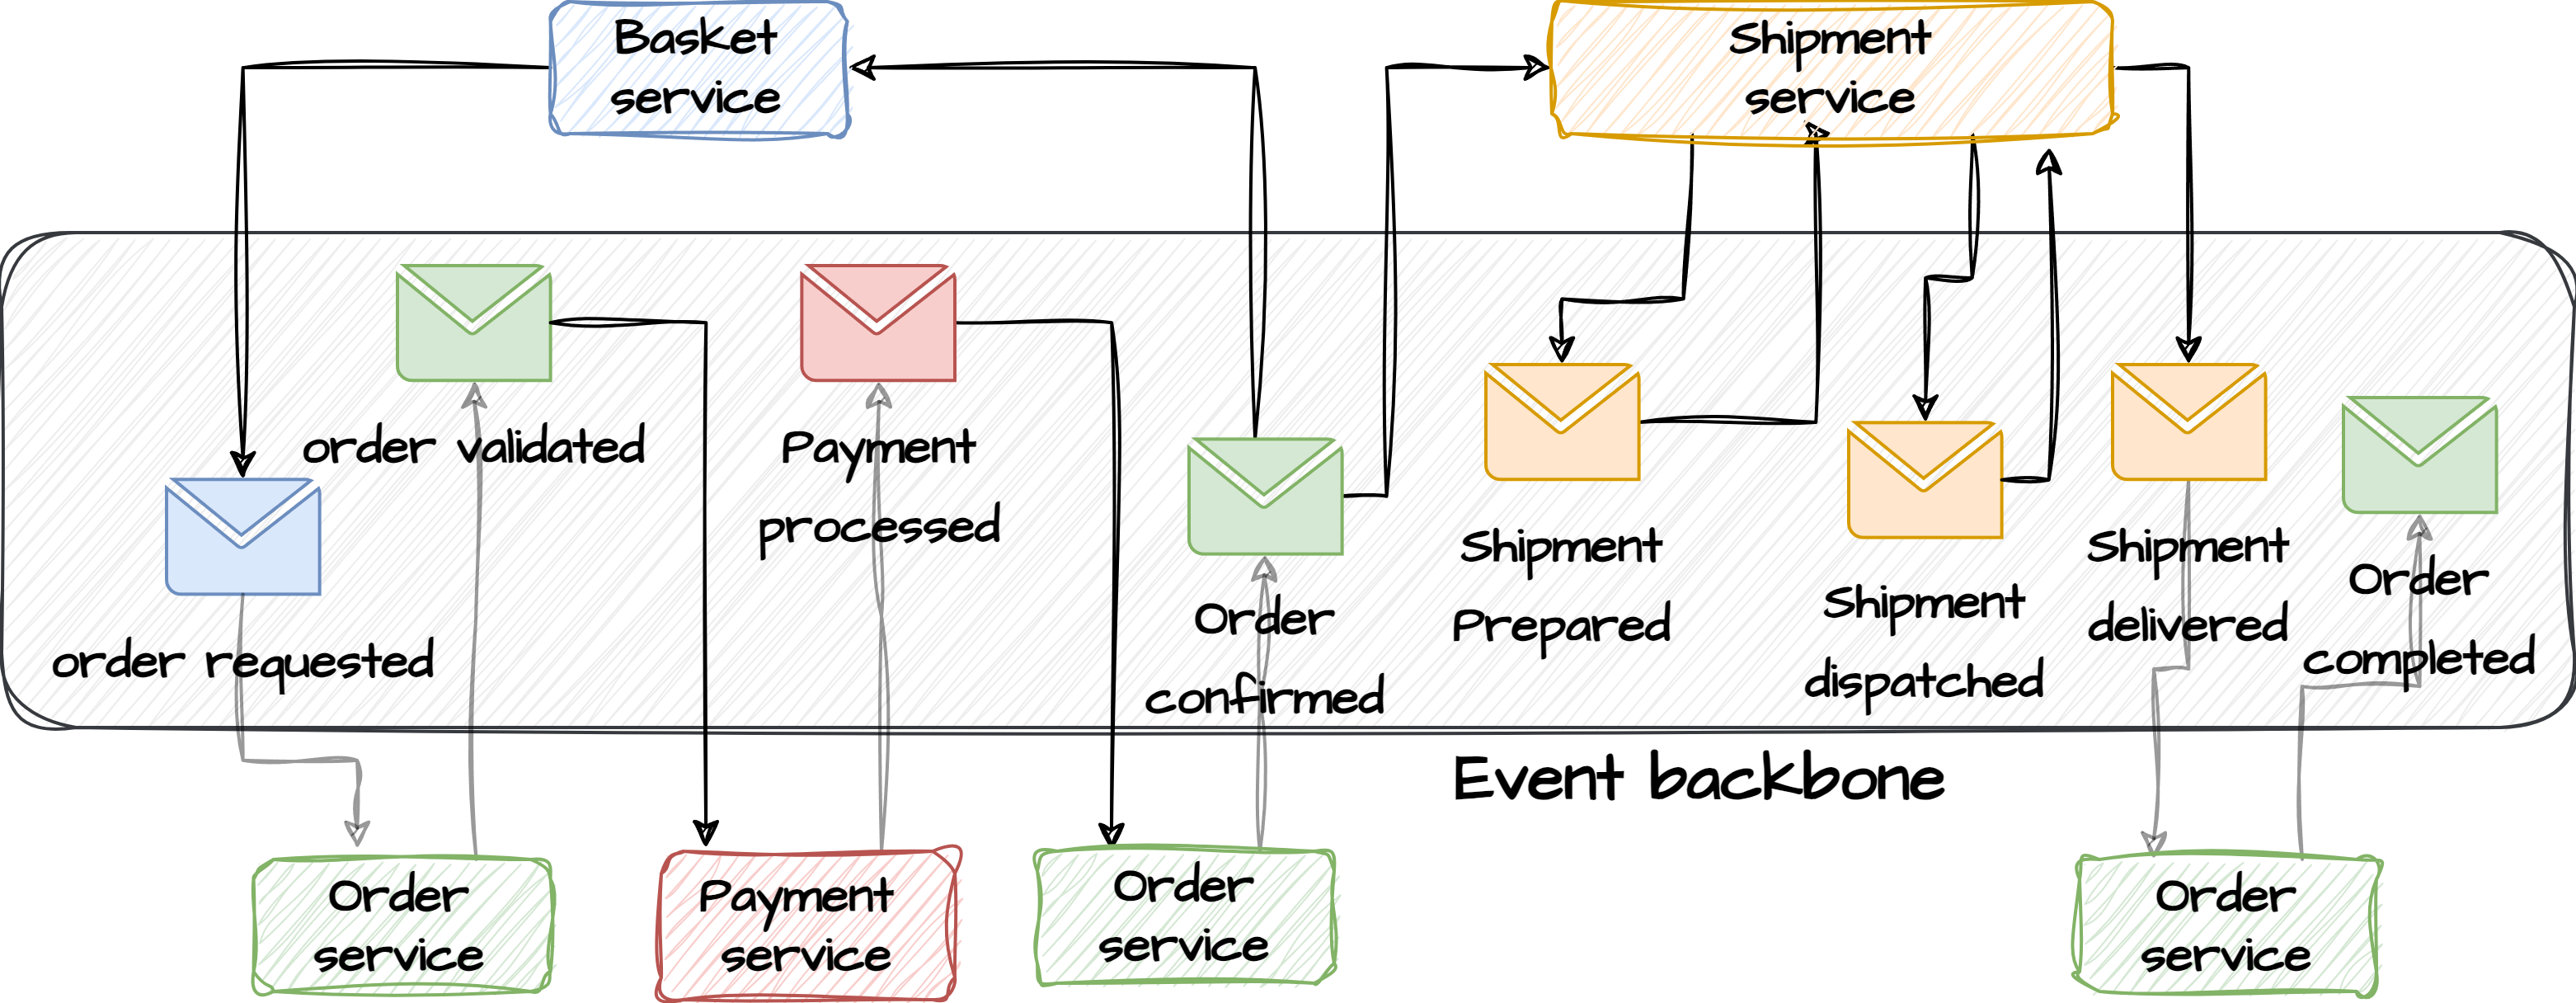 Basket
service
Shipment
service
order validated
Payment
processed
order requested
Order
confirmed
Shipment
Prepared
Shipment
dispatched
Shipment
delivered
Order
completed
Event backbone
Order
service
Payment
service
Order
service
Order
service